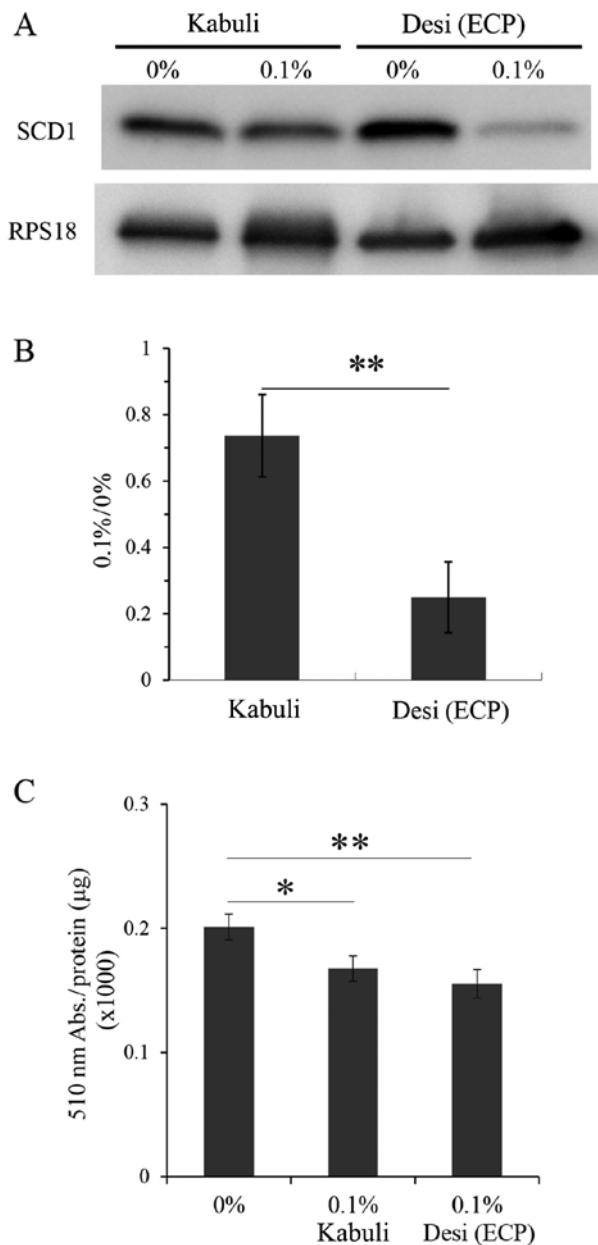 A
Kabuli Desi (ECP)
0% 0.1% 0% 0.1%
SCD1
RPS18
B
1
0.8
0.6
0.4
0.2
0
0.1%/0%
**
Kabuli Desi (ECP)
C
0.3
0.2
0.1
0
510 nm Abs./protein (µg)
(x1000)
**
*
0% 0.1% 0.1%
Kabuli Desi (ECP)